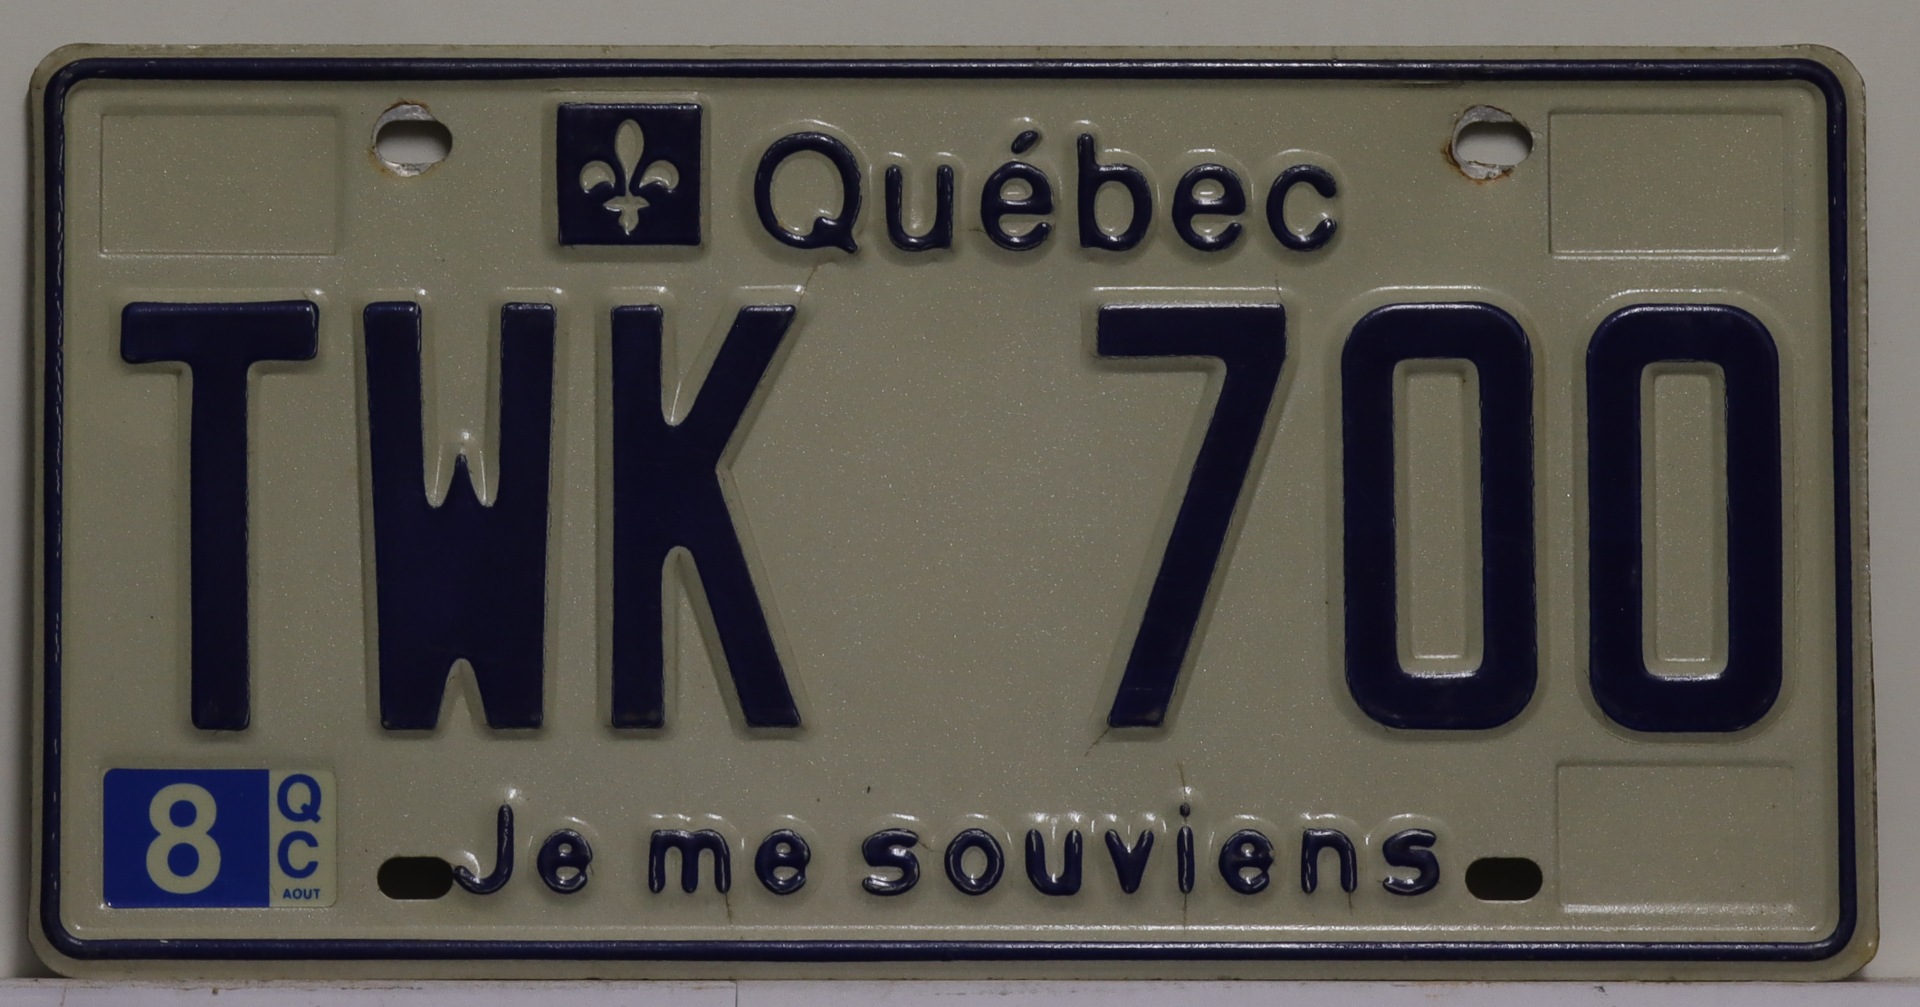 Québec
TWK 700
8 QC AOUT
Je me souviens